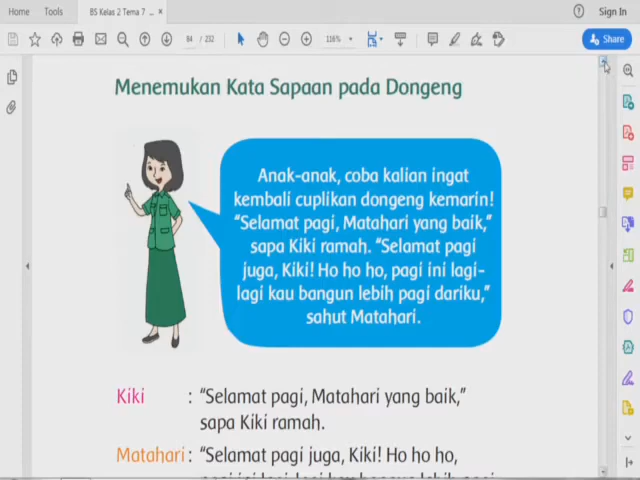 Home Tools BS Kelas 2 Tema 7 ... × Sign In
84 / 232 116% Share
Menemukan Kata Sapaan pada Dongeng
Anak-anak, coba kalian ingat
kembali cuplikan dongeng kemarin!
“Selamat pagi, Matahari yang baik,”
sapa Kiki ramah. “Selamat pagi
juga, Kiki! Ho ho ho, pagi ini lagi-
lagi kau bangun lebih pagi dariku,”
sahut Matahari.
Kiki : “Selamat pagi, Matahari yang baik,”
sapa Kiki ramah.
Matahari : “Selamat pagi juga, Kiki! Ho ho ho,